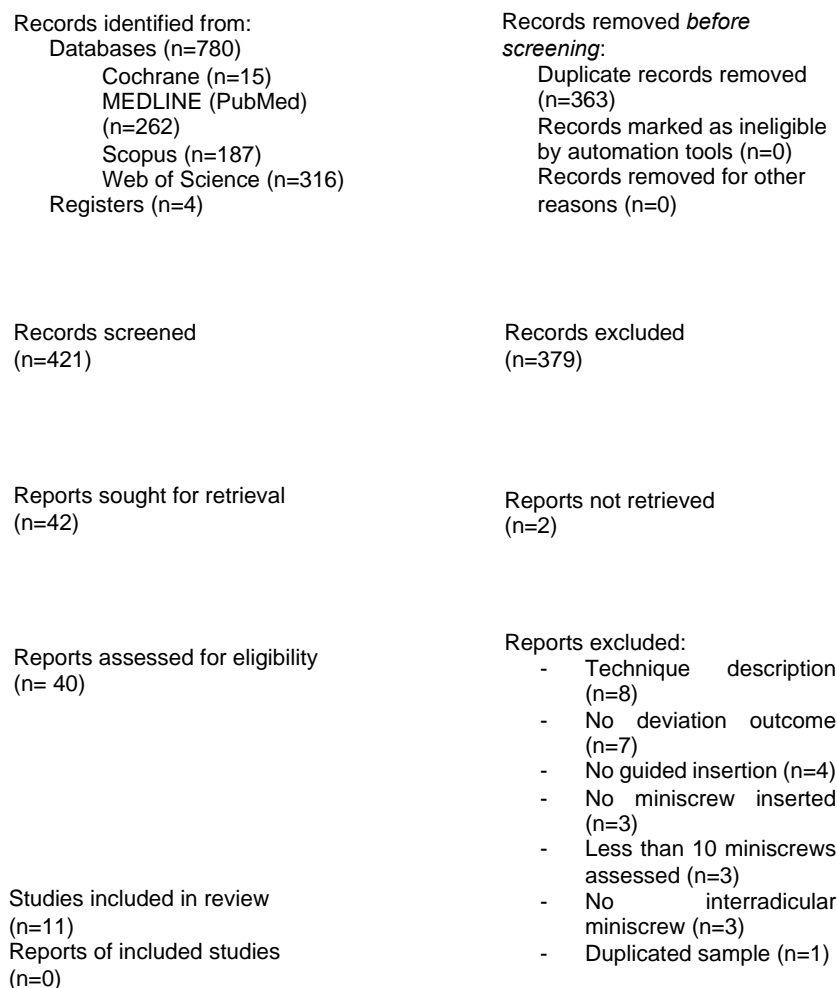 Records identified from:
Databases (n=780)
Cochrane (n=15)
MEDLINE (PubMed)
(n=262)
Scopus (n=187)
Web of Science (n=316)
Registers (n=4)
Records removed before
screening:
Duplicate records removed
(n=363)
Records marked as ineligible
by automation tools (n=0)
Records removed for other
reasons (n=0)
Records screened
(n=421)
Records excluded
(n=379)
Reports sought for retrieval
(n=42)
Reports not retrieved
(n=2)
Reports assessed for eligibility
(n= 40)
Reports excluded:
- Technique description
(n=8)
- No deviation outcome
(n=7)
- No guided insertion (n=4)
- No miniscrew inserted
(n=3)
- Less than 10 miniscrews
assessed (n=3)
- No interradicular
miniscrew (n=3)
- Duplicated sample (n=1)
Studies included in review
(n=11)
Reports of included studies
(n=0)